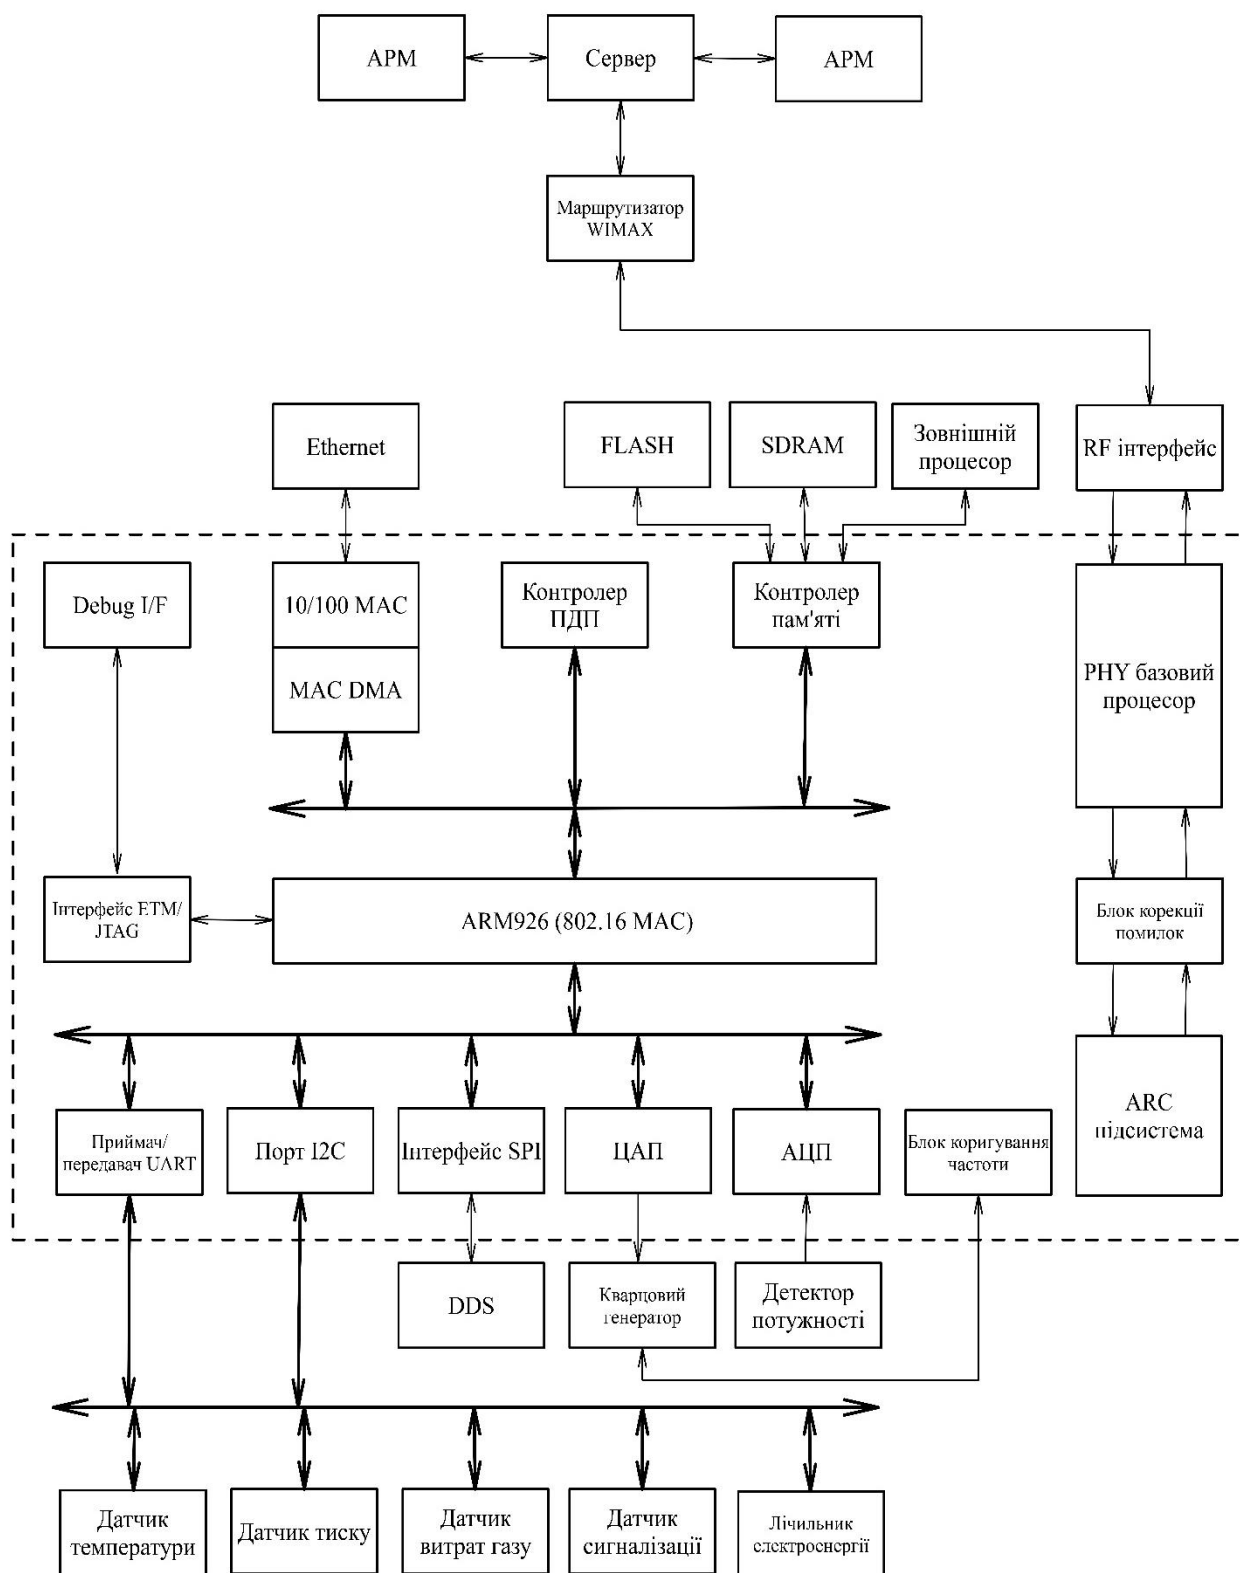 АРМ
Сервер
АРМ
Маршрутизатор
WIMAX
Ethernet
FLASH
SDRAM
Зовнішній
процесор
RF інтерфейс
Debug I/F
10/100 MAC
Контролер
ПДП
Контролер
пам'яті
MAC DMA
PHY базовий
процесор
Інтерфейс ETM/
JTAG
ARM926 (802.16 MAC)
Блок корекції
помилок
Приймач/
передавач UART
Порт I2C
Інтерфейс SPI
ЦАП
АЦП
Блок коригування
частоти
ARC
підсистема
DDS
Кварцовий
генератор
Детектор
потужності
Датчик
температури
Датчик тиску
Датчик
витрат газу
Датчик
сигналізації
Лічильник
електроенергії